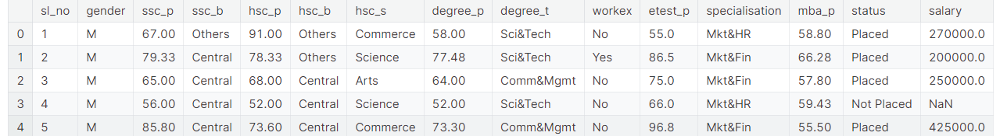 sl_no gender ssc_p ssc_b hsc_p hsc_b hsc_s degree_p degree_t workex etest_p specialisation mba_p status salary
0 1 M 67.00 Others 91.00 Others Commerce 58.00 Sci&Tech No 55.0 Mkt&HR 58.80 Placed 270000.0
1 2 M 79.33 Central 78.33 Others Science 77.48 Sci&Tech Yes 86.5 Mkt&Fin 66.28 Placed 200000.0
2 3 M 65.00 Central 68.00 Central Arts 64.00 Comm&Mgmt No 75.0 Mkt&Fin 57.80 Placed 250000.0
3 4 M 56.00 Central 52.00 Central Science 52.00 Sci&Tech No 66.0 Mkt&HR 59.43 Not Placed NaN
4 5 M 85.80 Central 73.60 Central Commerce 73.30 Comm&Mgmt No 96.8 Mkt&Fin 55.50 Placed 425000.0